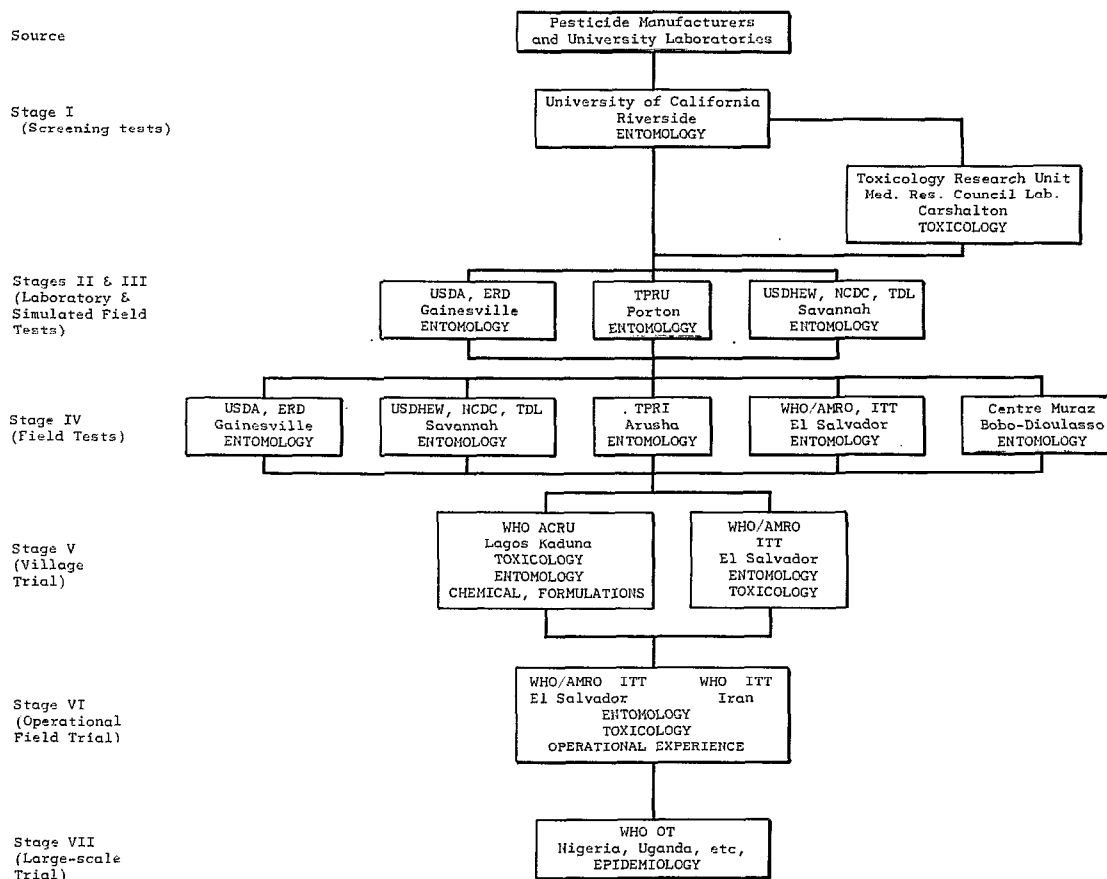 Source
Pesticide Manufacturers
and University Laboratories
Stage I
(Screening tests)
University of California
Riverside
ENTOMOLOGY
Toxicology Research Unit
Med. Res. Council Lab.
Carshalton
TOXICOLOGY
Stages II & III
(Laboratory &
Simulated Field
Tests)
USDA, ERD
Gainesville
ENTOMOLOGY
TPRU
Porton
ENTOMOLOGY
USDHEW, NCDC, TDL
Savannah
ENTOMOLOGY
Stage IV
(Field Tests)
USDA, ERD
Gainesville
ENTOMOLOGY
USDHEW, NCDC, TDL
Savannah
ENTOMOLOGY
TPRI
Arusha
ENTOMOLOGY
WHO/AMRO, ITT
El Salvador
ENTOMOLOGY
Centre Muraz
Bobo-Dioulasso
ENTOMOLOGY
Stage V
(Village
Trial)
WHO ACRU
Lagos Kaduna
TOXICOLOGY
ENTOMOLOGY
CHEMICAL, FORMULATIONS
WHO/AMRO
ITT
El Salvador
ENTOMOLOGY
TOXICOLOGY
Stage VI
(Operational
Field Trial)
WHO/AMRO ITT WHO ITT
El Salvador Iran
ENTOMOLOGY
TOXICOLOGY
OPERATIONAL EXPERIENCE
Stage VII
(Large-scale
Trial)
WHO OT
Nigeria, Uganda, etc,
EPIDEMIOLOGY